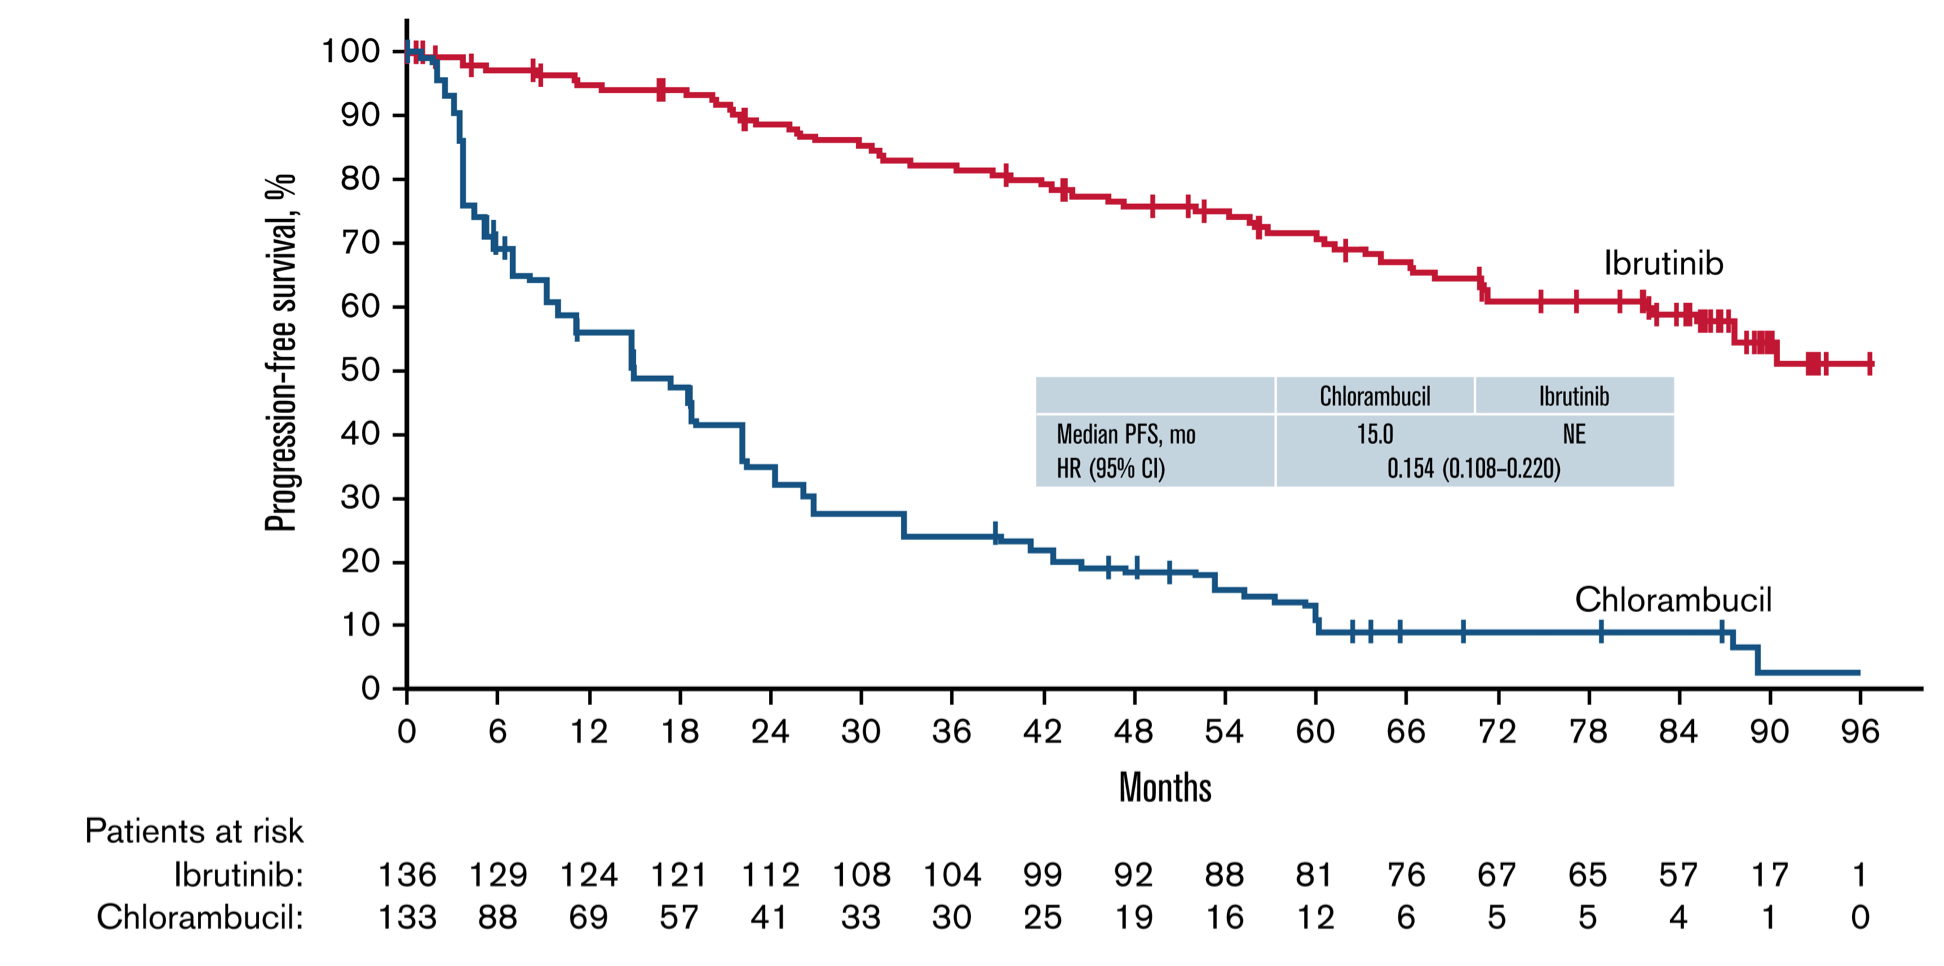 Progression-free survival, %
100
90
80
70
60
50
40
30
20
10
0
Ibrutinib
Chlorambucil Ibrutinib
Median PFS, mo 15.0 NE
HR (95% CI) 0.154 (0.108–0.220)
Chlorambucil
0 6 12 18 24 30 36 42 48 54 60 66 72 78 84 90 96
Months
Patients at risk
Ibrutinib: 136 129 124 121 112 108 104 99 92 88 81 76 67 65 57 17 1
Chlorambucil: 133 88 69 57 41 33 30 25 19 16 12 6 5 5 4 1 0